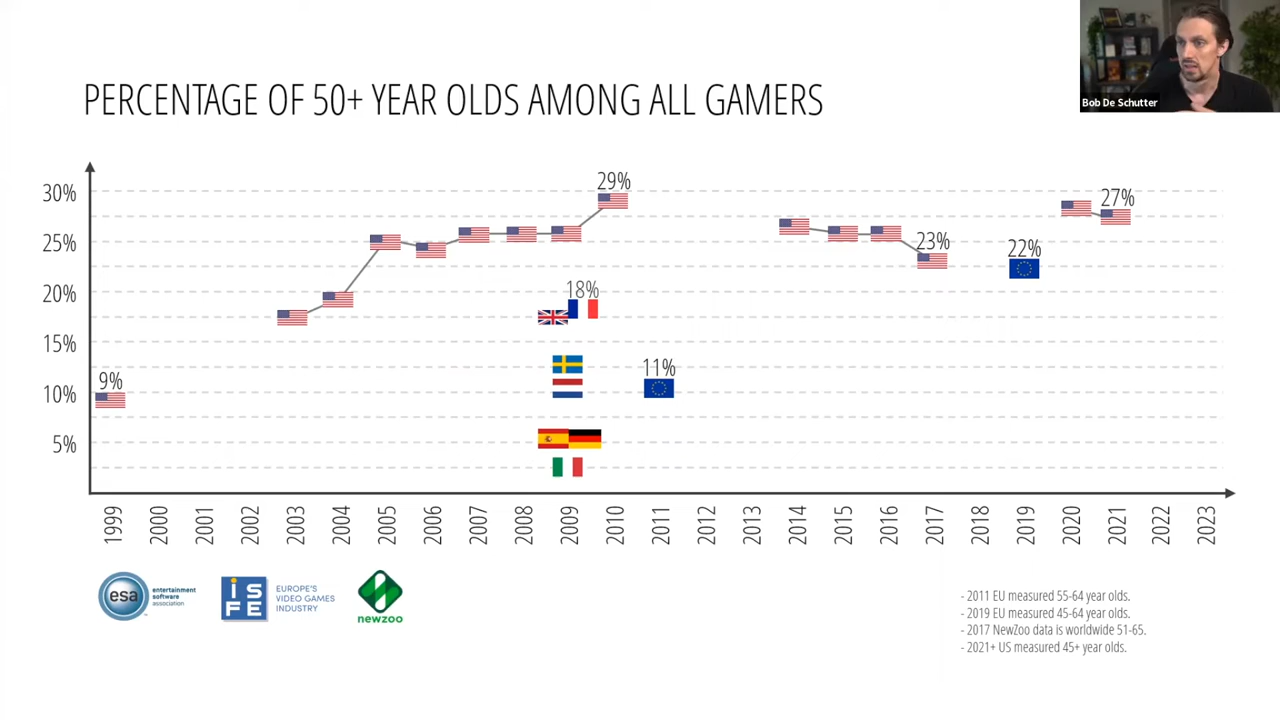 Bob De Schutter
PERCENTAGE OF 50+ YEAR OLDS AMONG ALL GAMERS
30%
25%
20%
15%
10%
5%
9%
29%
18%
11%
23%
22%
27%
1999
2000
2001
2002
2003
2004
2005
2006
2007
2008
2009
2010
2011
2012
2013
2014
2015
2016
2017
2018
2019
2020
2021
2022
2023
esa
entertainment
software
association
iS
FE
EUROPE'S
VIDEO GAMES
INDUSTRY
newzoo
- 2011 EU measured 55-64 year olds.
- 2019 EU measured 45-64 year olds.
- 2017 NewZoo data is worldwide 51-65.
- 2021+ US measured 45+ year olds.